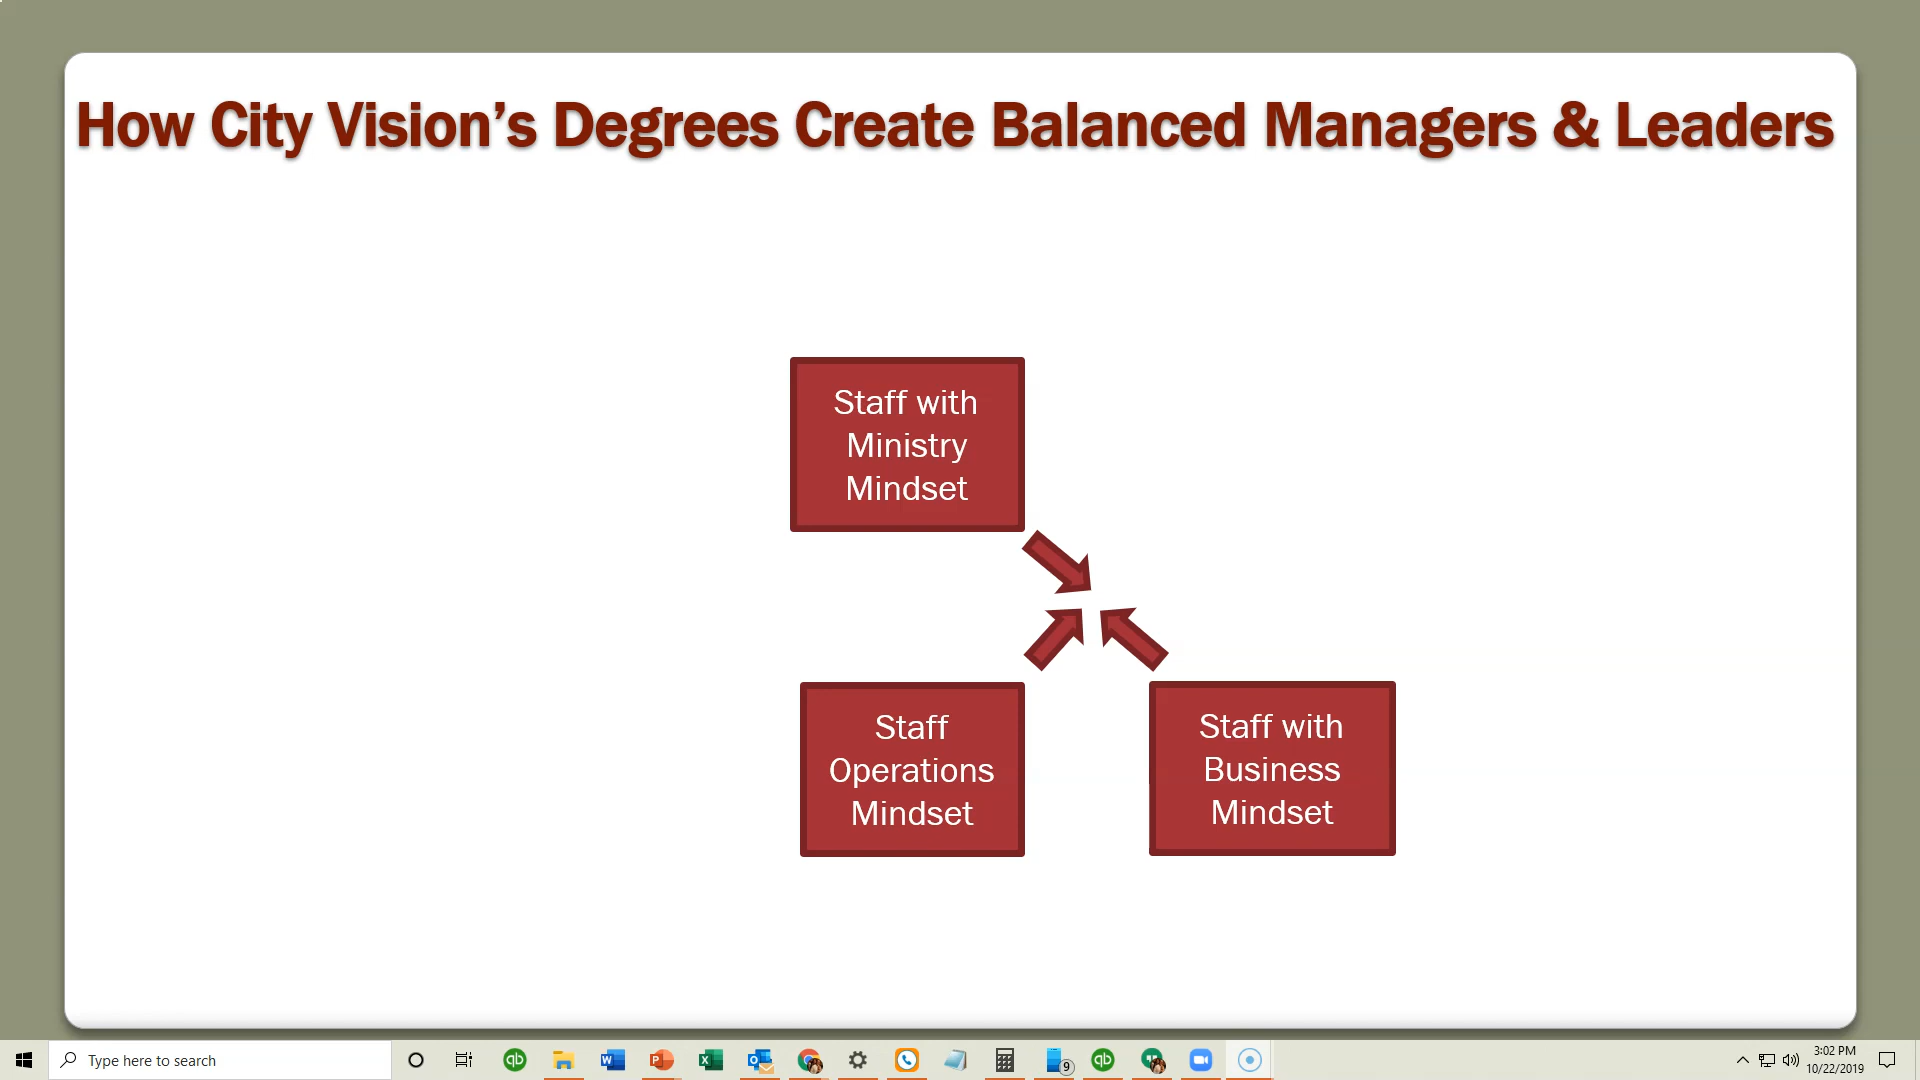 How City Vision’s Degrees Create Balanced Managers & Leaders
Staff with
Ministry
Mindset
Staff
Operations
Mindset
Staff with
Business
Mindset
Type here to search
9
3:02 PM
10/22/2019